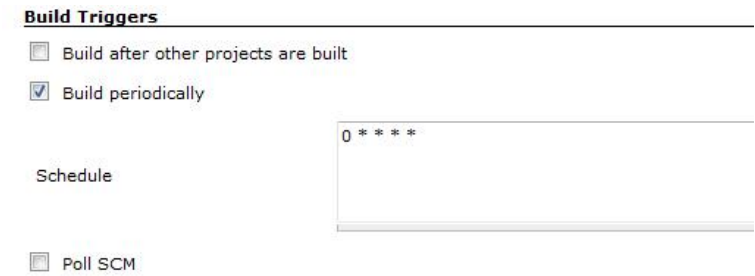 Build Triggers
Build after other projects are built
Build periodically
0 * * * *
Schedule
Poll SCM